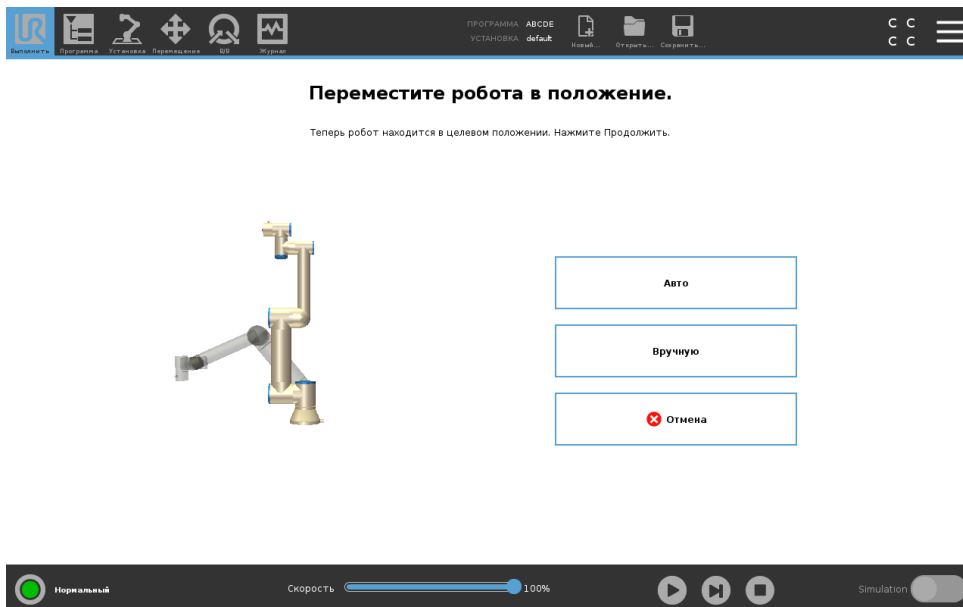 ПРОГРАММА ABCDE
УСТАНОВКА default
C C
C C
Выполнить
Программа
Установка
Перемещение
В/В
Журнал
Новый...
Открыть...
Сохранить...
Переместите робота в положение.
Теперь робот находится в целевом положении. Нажмите Продолжить.
Авто
Вручную
Отмена
Нормальный
Скорость
100%
Simulation